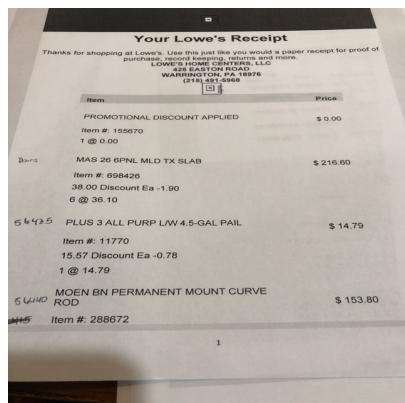 Your Lowe's Receipt
Thanks for shopping at Lowe's. Use this just like you would a paper receipt for proof of
purchase, record keeping, returns and more.
LOWE'S HOME CENTERS, LLC
425 EASTON ROAD
WARRINGTON, PA 18976
(215) 491-5968
Item Price
PROMOTIONAL DISCOUNT APPLIED $ 0.00
Item #: 155670
1 @ 0.00
Doors MAS 26 6PNL MLD TX SLAB $ 216.60
Item #: 698426
38.00 Discount Ea -1.90
6 @ 36.10
56425 PLUS 3 ALL PURP L/W 4.5-GAL PAIL $ 14.79
Item #: 11770
15.57 Discount Ea -0.78
1 @ 14.79
56440 MOEN BN PERMANENT MOUNT CURVE
ROD $ 153.80
Item #: 288672
1